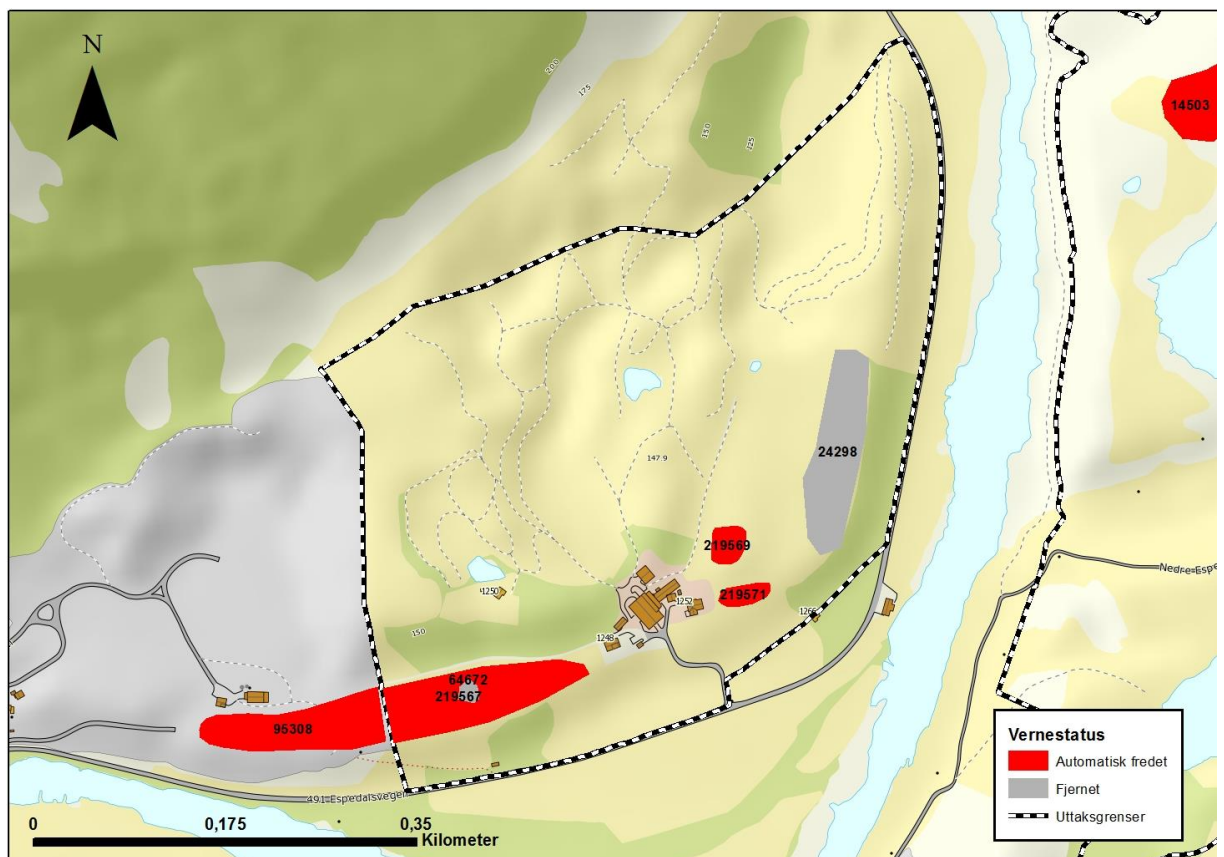 N
200
175
150
125
14503
147.9
24298
219569
219571
1250
1252
1266
1248
150
64672
219567
95308
Nedre-Espe
491 Espedalsvegen
0 0,175 0,35
Kilometer
Vernestatus
Automatisk fredet
Fjernet
Uttaksgrenser